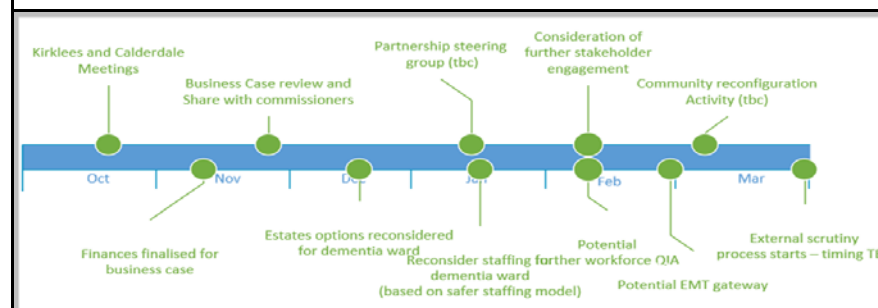 Kirklees and Calderdale
Meetings
Business Case review and
Share with commissioners
Partnership steering
group (tbc)
Consideration of
further stakeholder
engagement
Community reconfiguration
Activity (tbc)
Oct
Nov
Feb
Mar
Finances finalised for
business case
Estates options reconsidered
for dementia ward
Reconsider staffing for
dementia ward
(based on safer staffing model)
Potential
further workforce QIA
Potential EMT gateway
External scrutiny
process starts – timing